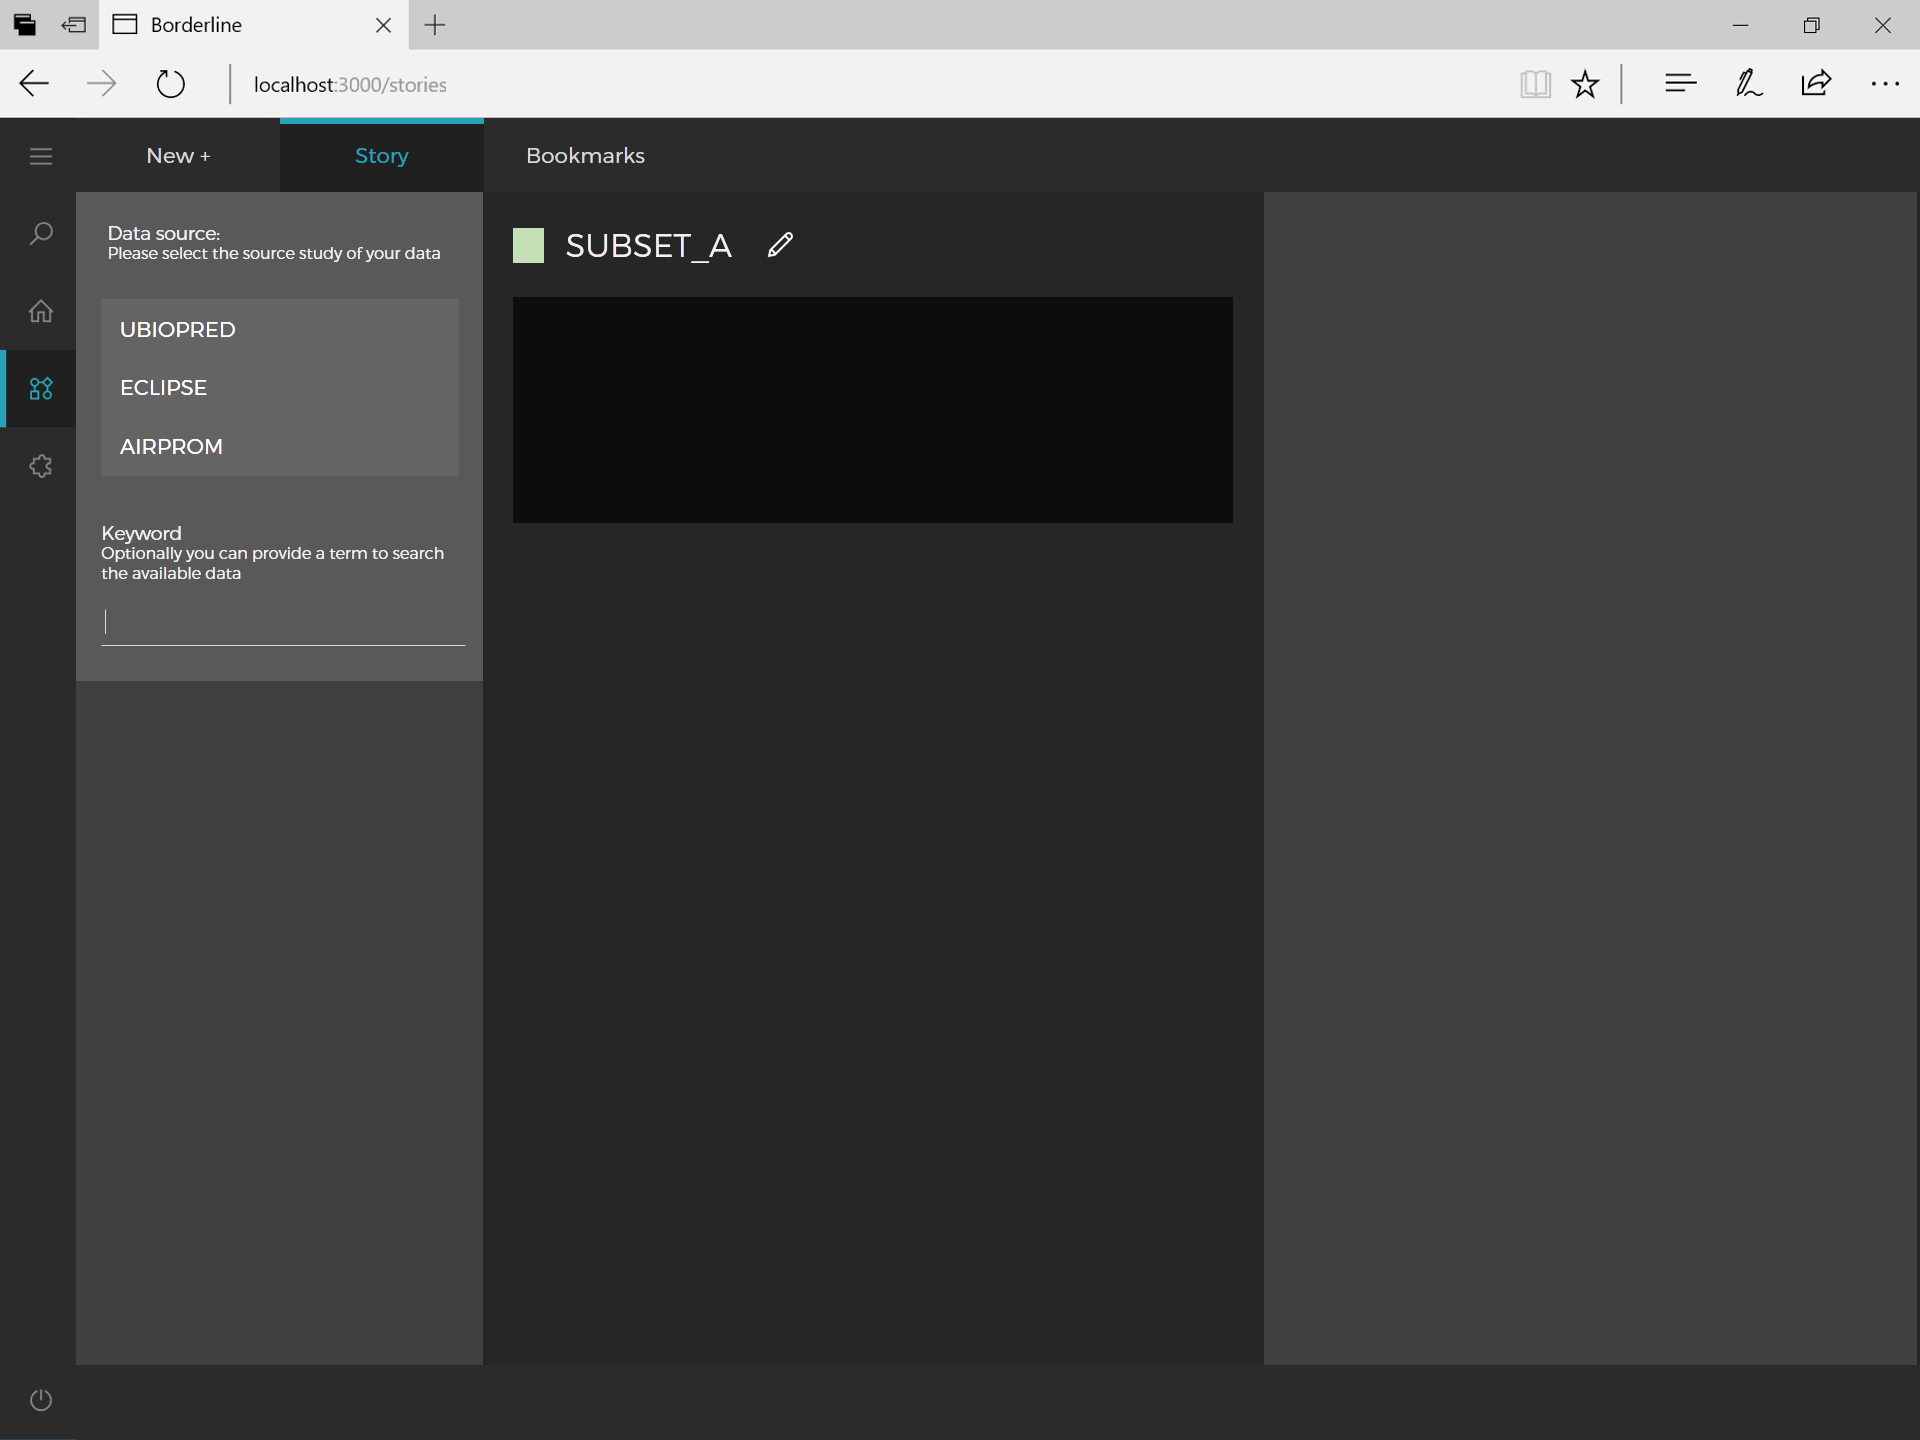 Borderline
localhost:3000/stories
New +
Story
Bookmarks
Data source:
Please select the source study of your data
UBIOPRED
ECLIPSE
AIRPROM
Keyword
Optionally you can provide a term to search
the available data
SUBSET_A